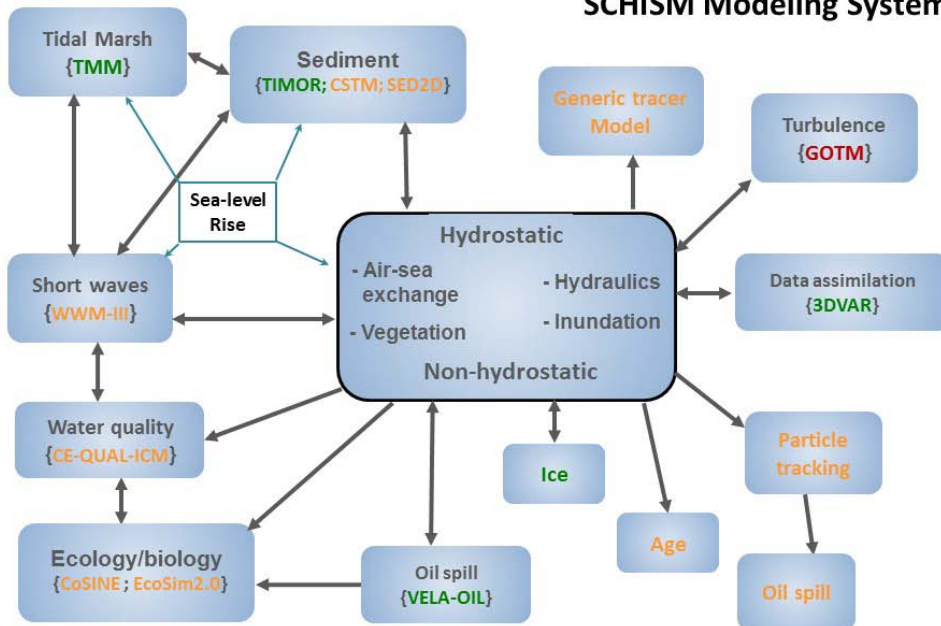 SCHISM Modeling System
Tidal Marsh
{TMM}
Sediment
{TIMOR; CSTM; SED2D}
Generic tracer
Model
Turbulence
{GOTM}
Sea-level
Rise
Hydrostatic
- Air-sea
exchange
- Hydraulics
- Vegetation
- Inundation
Non-hydrostatic
Short waves
{WWM-III}
Data assimilation
{3DVAR}
Water quality
{CE-QUAL-ICM}
Ice
Particle
tracking
Ecology/biology
{CoSINE ; EcoSim2.0}
Oil spill
{VELA-OIL}
Age
Oil spill